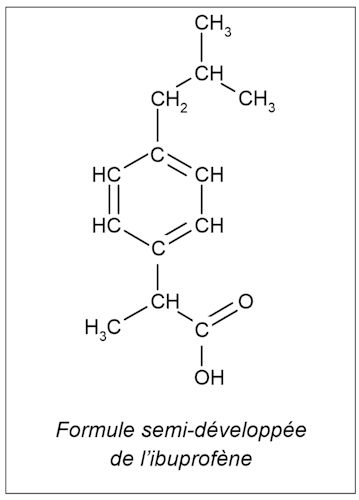 CH3
CH
CH2 CH3
C
HC CH
HC CH
C
CH O
H3C C
OH
Formule semi-développée
de l'ibuprofène